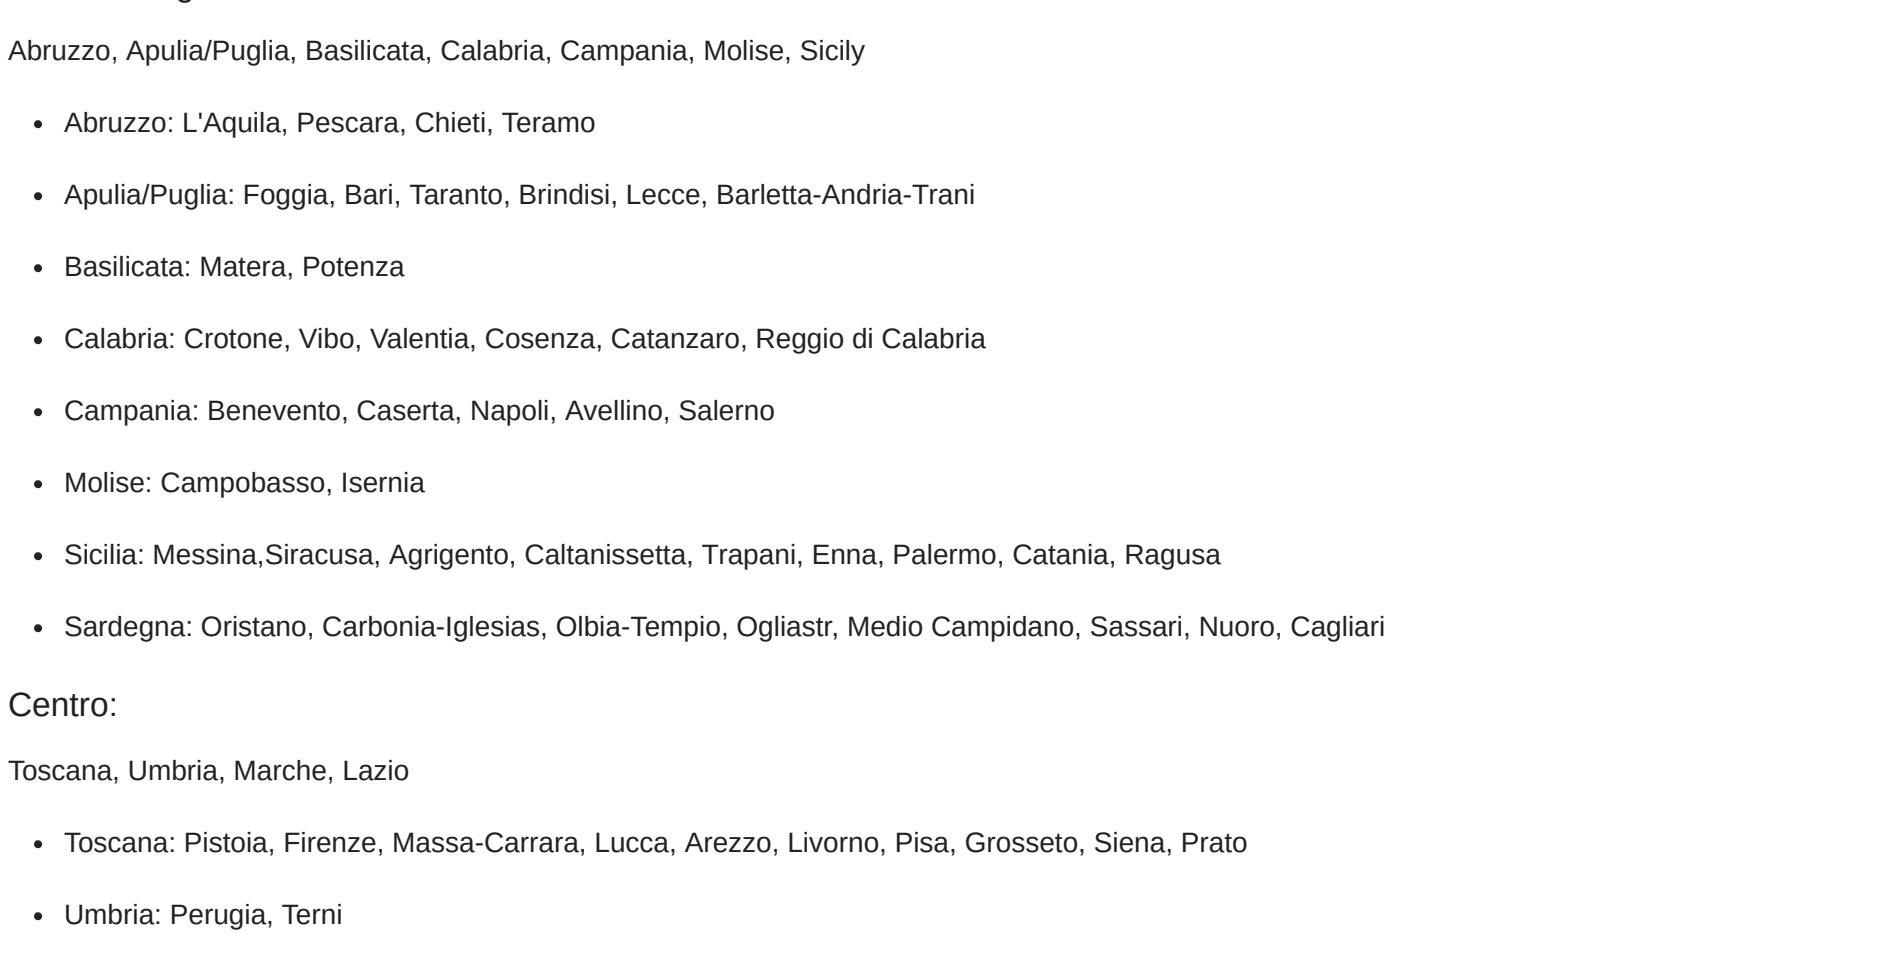 Abruzzo, Apulia/Puglia, Basilicata, Calabria, Campania, Molise, Sicily
• Abruzzo: L'Aquila, Pescara, Chieti, Teramo
• Apulia/Puglia: Foggia, Bari, Taranto, Brindisi, Lecce, Barletta-Andria-Trani
• Basilicata: Matera, Potenza
• Calabria: Crotone, Vibo, Valentia, Cosenza, Catanzaro, Reggio di Calabria
• Campania: Benevento, Caserta, Napoli, Avellino, Salerno
• Molise: Campobasso, Isernia
• Sicilia: Messina,Siracusa, Agrigento, Caltanissetta, Trapani, Enna, Palermo, Catania, Ragusa
• Sardegna: Oristano, Carbonia-Iglesias, Olbia-Tempio, Ogliastr, Medio Campidano, Sassari, Nuoro, Cagliari
Centro:
Toscana, Umbria, Marche, Lazio
• Toscana: Pistoia, Firenze, Massa-Carrara, Lucca, Arezzo, Livorno, Pisa, Grosseto, Siena, Prato
• Umbria: Perugia, Terni